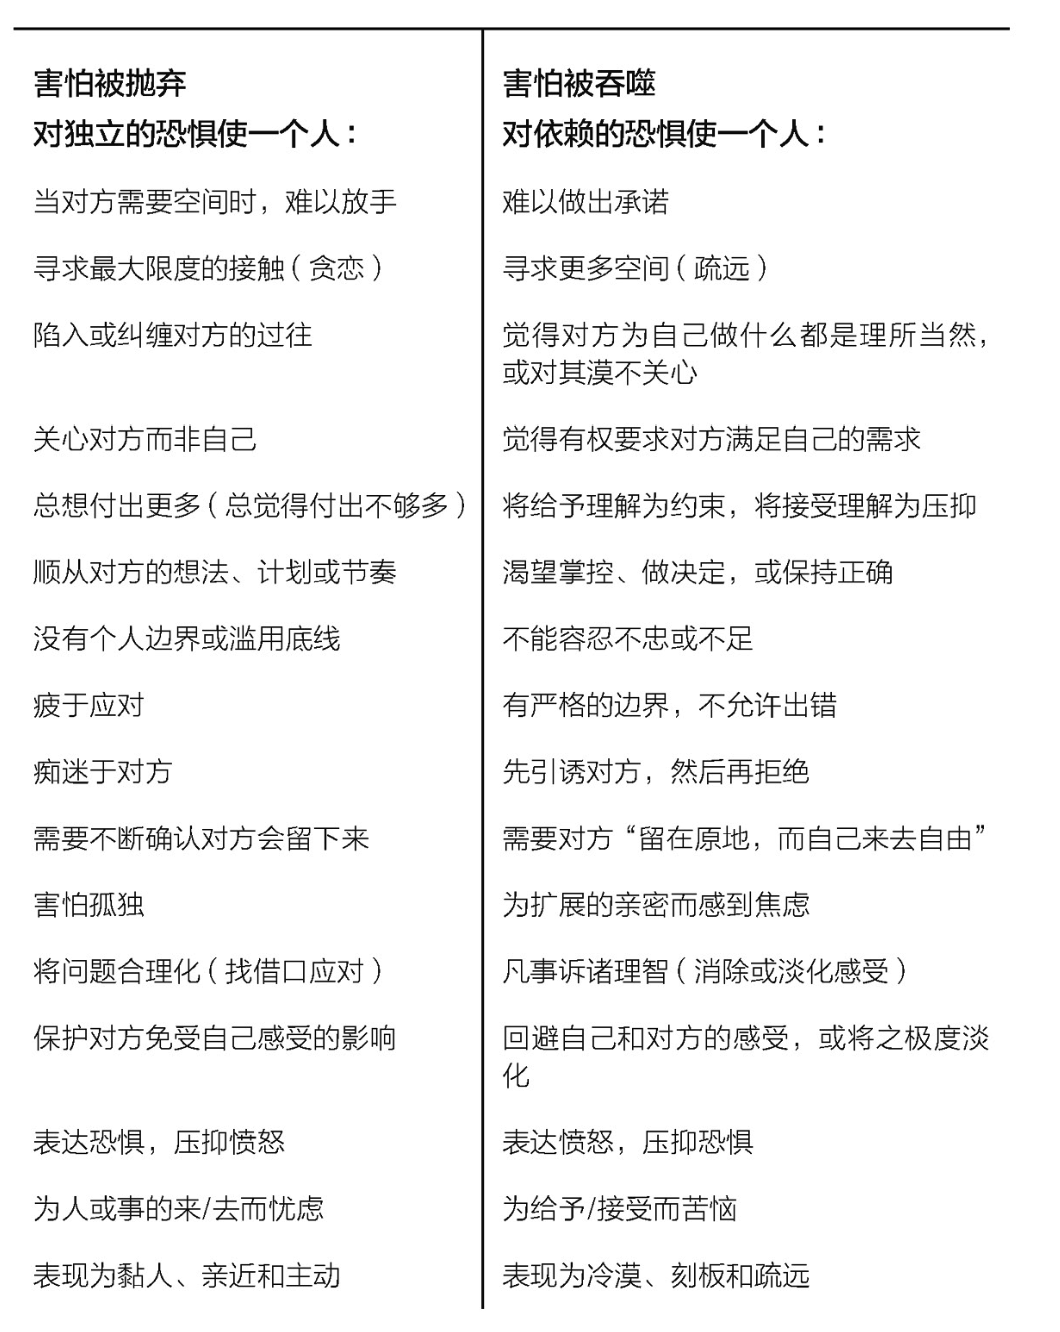 害怕被抛弃
对独立的恐惧使一个人：
当对方需要空间时，难以放手
寻求最大限度的接触（贪恋）
陷入或纠缠对方的过往
关心对方而非自己
总想付出更多（总觉得付出不够多）
顺从对方的想法、计划或节奏
没有个人边界或滥用底线
疲于应对
痴迷于对方
需要不断确认对方会留下来
害怕孤独
将问题合理化（找借口应对）
保护对方免受自己感受的影响
表达恐惧，压抑愤怒
为人或事的来/去而忧虑
表现为黏人、亲近和主动
害怕被吞噬
对依赖的恐惧使一个人：
难以做出承诺
寻求更多空间（疏远）
觉得对方为自己做什么都是理所当然，
或对其漠不关心
觉得有权要求对方满足自己的需求
将给予理解为约束，将接受理解为压抑
渴望掌控、做决定，或保持正确
不能容忍不忠或不足
有严格的边界，不允许出错
先引诱对方，然后再拒绝
需要对方“留在原地，而自己来去自由”
为扩展的亲密而感到焦虑
凡事诉诸理智（消除或淡化感受）
回避自己和对方的感受，或将之极度淡
化
表达愤怒，压抑恐惧
为给予/接受而苦恼
表现为冷漠、刻板和疏远